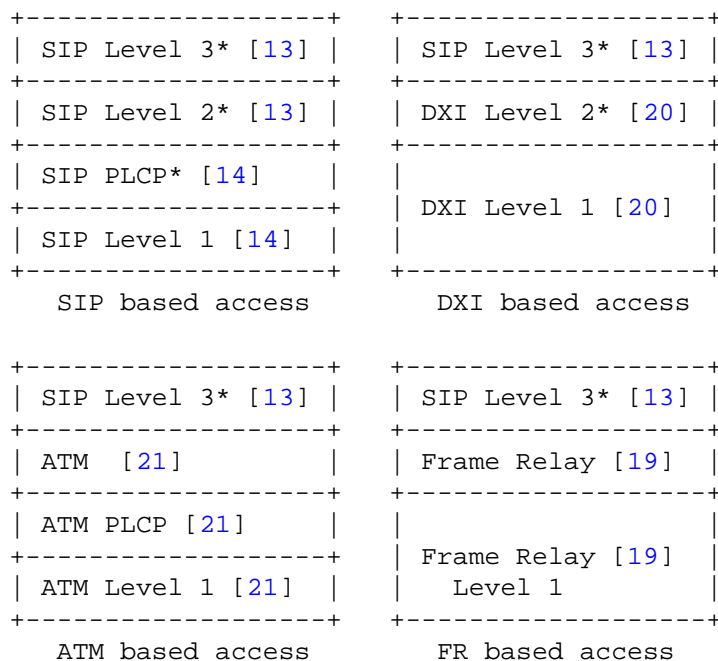 +-------------------+   +-------------------+
| SIP Level 3* [13] |   | SIP Level 3* [13] |
+-------------------+   +-------------------+
| SIP Level 2* [13] |   | DXI Level 2* [20] |
+-------------------+   +-------------------+
| SIP PLCP* [14]    |   |                   |
+-------------------+   | DXI Level 1 [20]  |
| SIP Level 1 [14]  |   |                   |
+-------------------+   +-------------------+
   SIP based access        DXI based access

+-------------------+   +-------------------+
| SIP Level 3* [13] |   | SIP Level 3* [13] |
+-------------------+   +-------------------+
| ATM  [21]         |   | Frame Relay [19]  |
+-------------------+   +-------------------+
| ATM PLCP [21]     |   |                   |
+-------------------+   | Frame Relay [19]  |
| ATM Level 1 [21]  |   |   Level 1         |
+-------------------+   +-------------------+
   ATM based access        FR based access